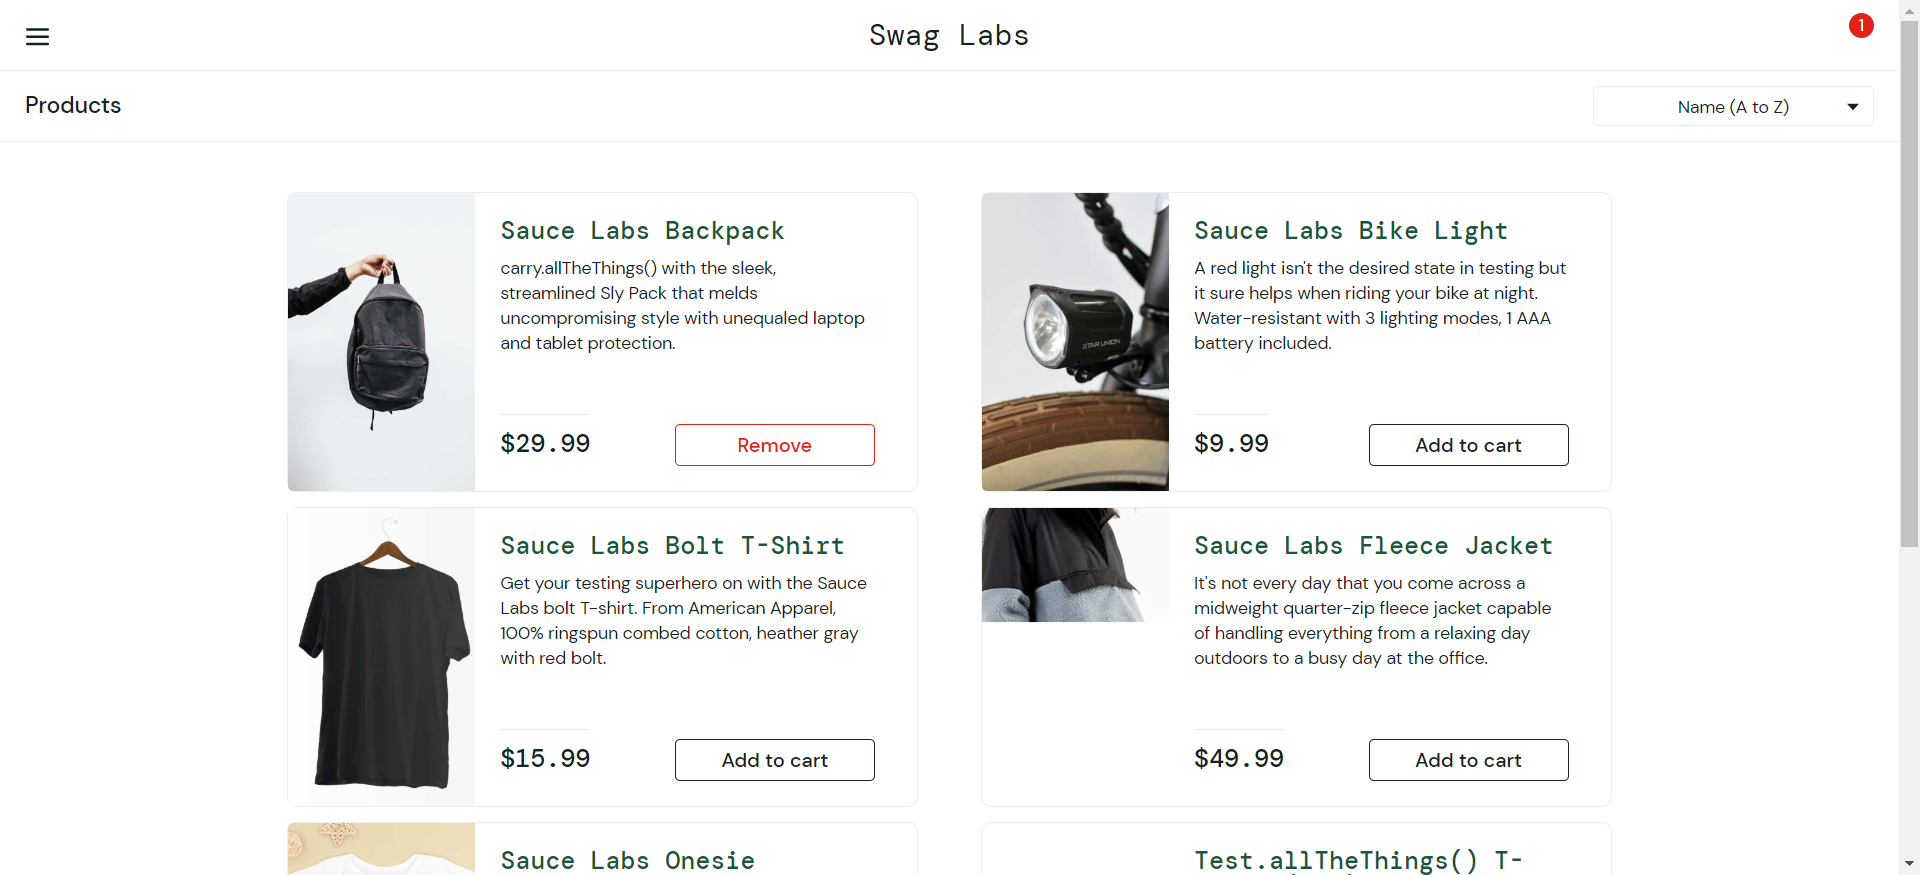 Swag Labs
1
Products
Name (A to Z)
Sauce Labs Backpack
carry.allTheThings() with the sleek,
streamlined Sly Pack that melds
uncompromising style with unequaled laptop
and tablet protection.
$29.99
Remove
Sauce Labs Bike Light
A red light isn't the desired state in testing but
it sure helps when riding your bike at night.
Water-resistant with 3 lighting modes, 1 AAA
battery included.
$9.99
Add to cart
STAR UNION
Sauce Labs Bolt T-Shirt
Get your testing superhero on with the Sauce
Labs bolt T-shirt. From American Apparel,
100% ringspun combed cotton, heather gray
with red bolt.
$15.99
Add to cart
Sauce Labs Fleece Jacket
It's not every day that you come across a
midweight quarter-zip fleece jacket capable
of handling everything from a relaxing day
outdoors to a busy day at the office.
$49.99
Add to cart
Sauce Labs Onesie
Test.allTheThings() T-